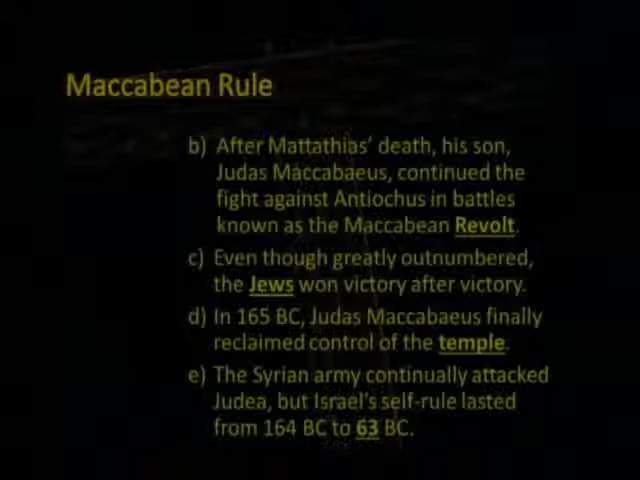 Maccabean Rule
b) After Mattathias' death, his son,
Judas Maccabaeus, continued the
fight against Antiochus in battles
known as the Maccabean Revolt.
c) Even though greatly outnumbered,
the Jews won victory after victory.
d) In 165 BC, Judas Maccabaeus finally
reclaimed control of the temple.
e) The Syrian army continually attacked
Judea, but Israel's self-rule lasted
from 164 BC to 63 BC.